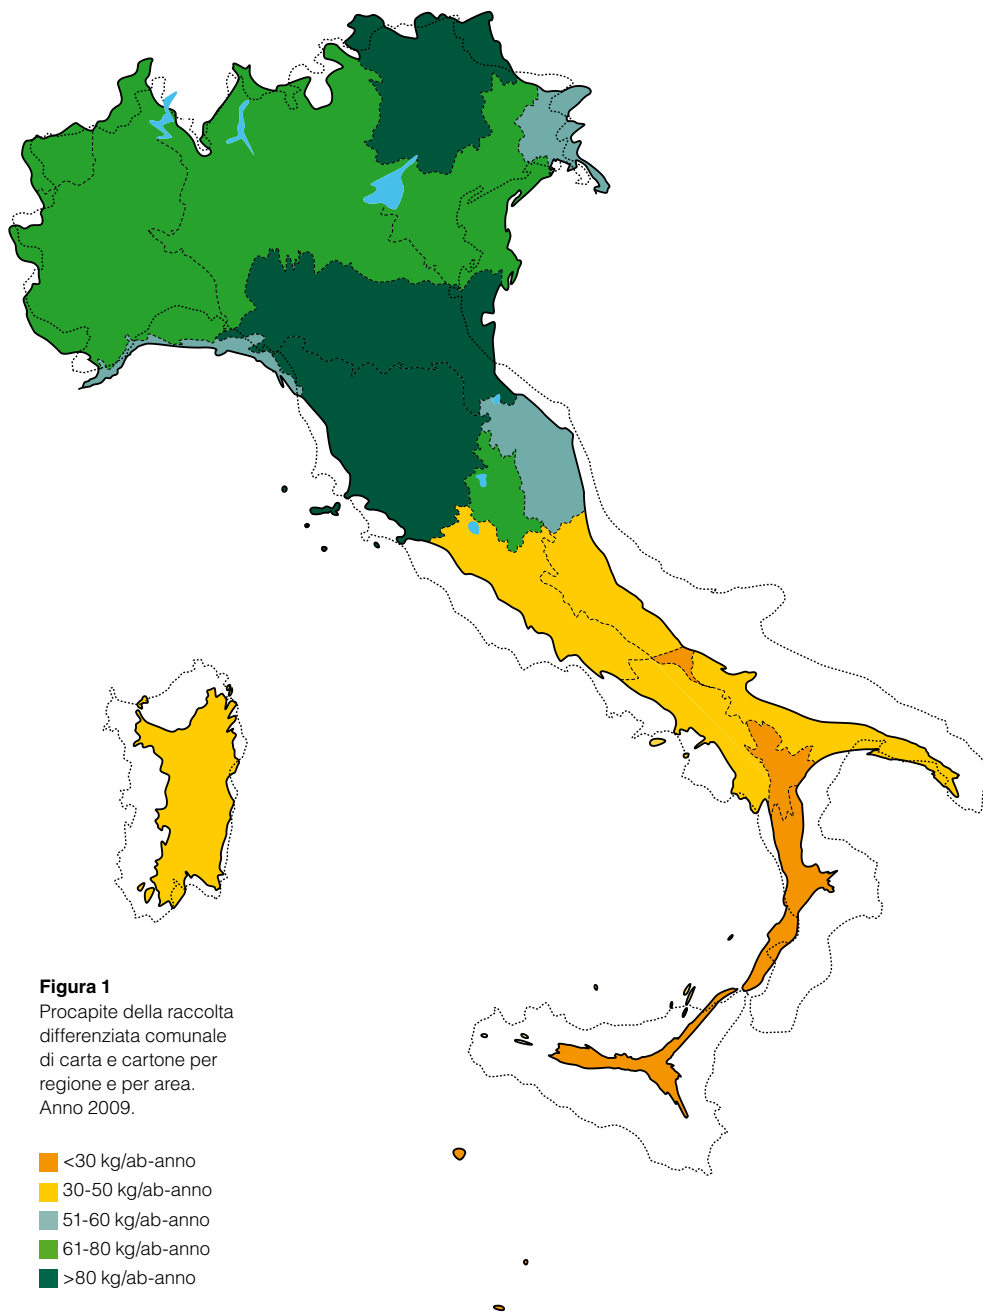 Figura 1
Procapite della raccolta
differenziata comunale
di carta e cartone per
regione e per area.
Anno 2009.
<30 kg/ab-anno
30-50 kg/ab-anno
51-60 kg/ab-anno
61-80 kg/ab-anno
>80 kg/ab-anno